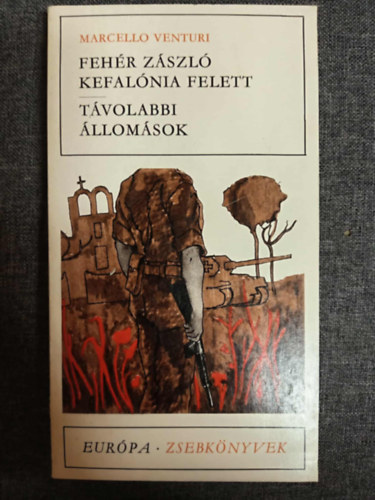 MARCELLO VENTURI
FEHÉR ZÁSZLÓ
KEFALÓNIA FELETT
TÁVOLABBI
ÁLLOMÁSOK
EURÓPA · ZSEBKÖNYVEK